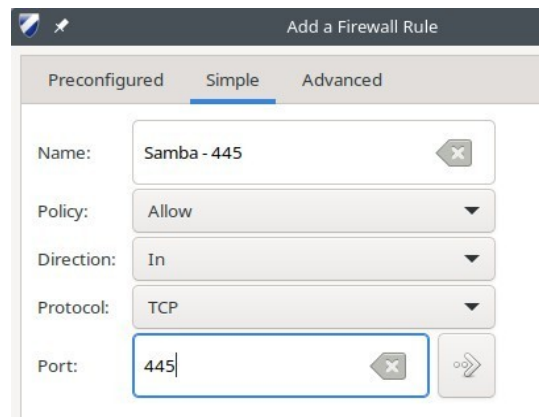 Add a Firewall Rule
Preconfigured Simple Advanced
Name: Samba - 445
Policy: Allow
Direction: In
Protocol: TCP
Port: 445